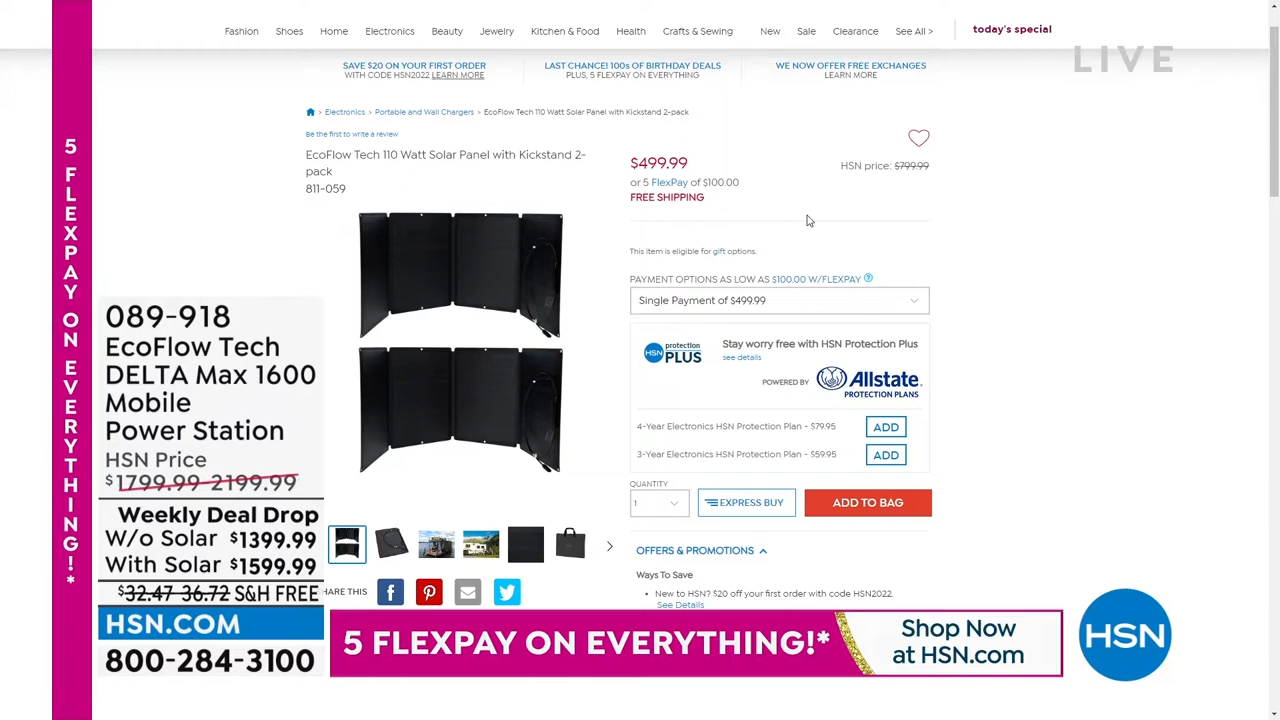 Fashion Shoes Home Electronics Beauty Jewelry Kitchen & Food Health Crafts & Sewing New Sale Clearance See All > today's special
LIVE
SAVE $20 ON YOUR FIRST ORDER
WITH CODE HSN2022 LEARN MORE
LAST CHANCE! 100s OF BIRTHDAY DEALS
PLUS, 5 FLEXPAY ON EVERYTHING
WE NOW OFFER FREE EXCHANGES
LEARN MORE
> Electronics > Portable and Wall Chargers > EcoFlow Tech 110 Watt Solar Panel with Kickstand 2-pack
Be the first to write a review
EcoFlow Tech 110 Watt Solar Panel with Kickstand 2-
pack
811-059
$499.99
HSN price: $799.99
or 5 FlexPay of $100.00
FREE SHIPPING
This item is eligible for gift options.
PAYMENT OPTIONS AS LOW AS $100.00 W/FLEXPAY ?
Single Payment of $499.99
HSN protection PLUS
Stay worry free with HSN Protection Plus
see details
POWERED BY Allstate
PROTECTION PLANS
4-Year Electronics HSN Protection Plan - $79.95 ADD
3-Year Electronics HSN Protection Plan - $59.95 ADD
QUANTITY
1
EXPRESS BUY
ADD TO BAG
OFFERS & PROMOTIONS
Ways To Save
• New to HSN? $20 off your first order with code HSN2022.
See Details
HARE THIS
5 FLEXPAY ON EVERYTHING!*
089-918
EcoFlow Tech
DELTA Max 1600
Mobile
Power Station
HSN Price
$1799.99-2199.99
Weekly Deal Drop
W/o Solar $1399.99
With Solar $1599.99
$32.47-36.72 S&H FREE
HSN.COM
800-284-3100
5 FLEXPAY ON EVERYTHING!*
Shop Now
at HSN.com
HSN